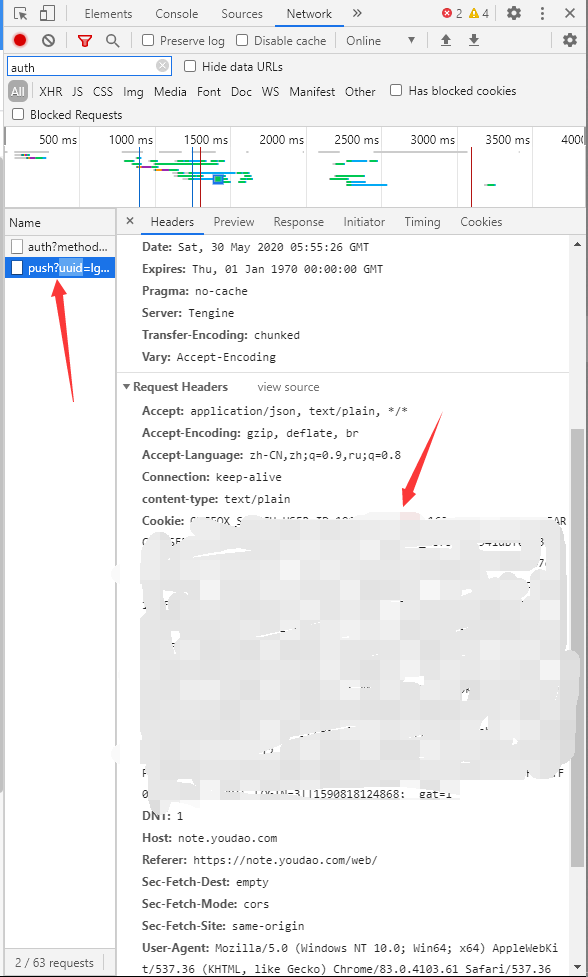 Elements Console Sources Network 2 4
Preserve log Disable cache Online
auth Hide data URLs
All XHR JS CSS Img Media Font Doc WS Manifest Other Has blocked cookies
Blocked Requests
500 ms 1000 ms 1500 ms 2000 ms 2500 ms 3000 ms 3500 ms 4000
Name
Headers Preview Response Initiator Timing Cookies
auth?method...
push?uuid=lg...
Date: Sat, 30 May 2020 05:55:26 GMT
Expires: Thu, 01 Jan 1970 00:00:00 GMT
Pragma: no-cache
Server: Tengine
Transfer-Encoding: chunked
Vary: Accept-Encoding
Request Headers view source
Accept: application/json, text/plain, */*
Accept-Encoding: gzip, deflate, br
Accept-Language: zh-CN,zh;q=0.9,ru;q=0.8
Connection: keep-alive
content-type: text/plain
Cookie:
LOGIN=3||1590818124868; _gat=1
DNT: 1
Host: note.youdao.com
Referer: https://note.youdao.com/web/
Sec-Fetch-Dest: empty
Sec-Fetch-Mode: cors
Sec-Fetch-Site: same-origin
User-Agent: Mozilla/5.0 (Windows NT 10.0; Win64; x64) AppleWebKi
t/537.36 (KHTML, like Gecko) Chrome/83.0.4103.61 Safari/537.36
2 / 63 requests